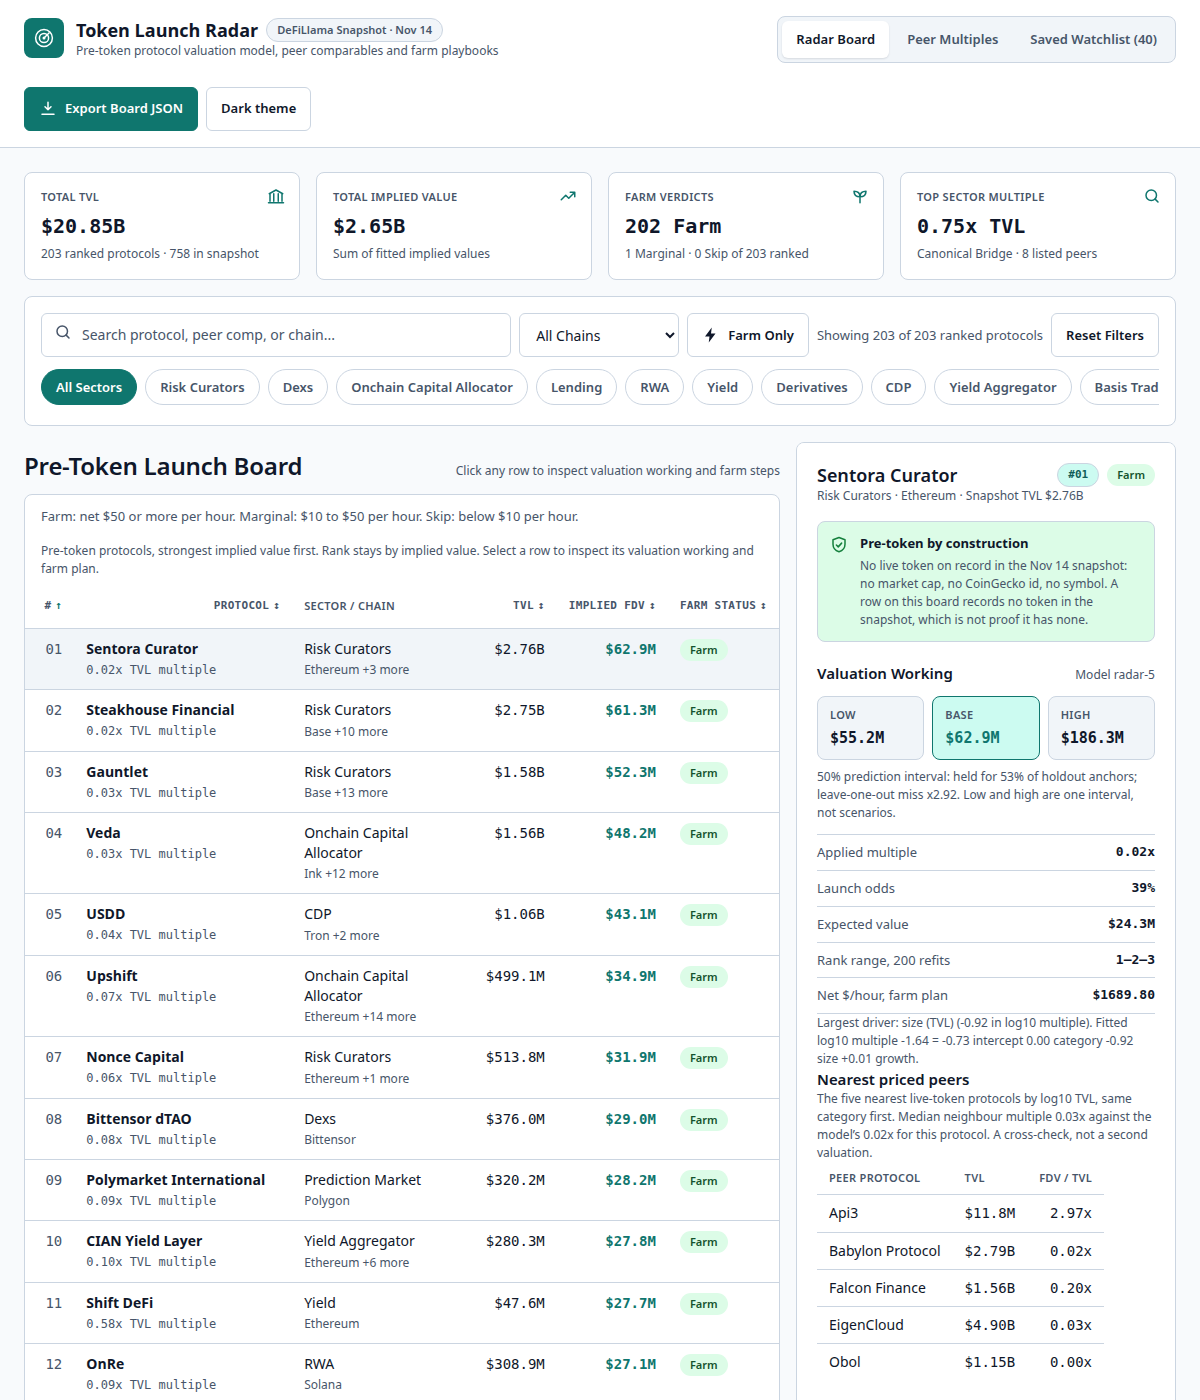 Token Launch Radar
DeFiLlama Snapshot · Nov 14
Pre-token protocol valuation model, peer comparables and farm playbooks
Radar Board
Peer Multiples
Saved Watchlist (40)
Export Board JSON
Dark theme
TOTAL TVL
$20.85B
203 ranked protocols · 758 in snapshot
TOTAL IMPLIED VALUE
$2.65B
Sum of fitted implied values
FARM VERDICTS
202 Farm
1 Marginal · 0 Skip of 203 ranked
TOP SECTOR MULTIPLE
0.75x TVL
Canonical Bridge · 8 listed peers
Search protocol, peer comp, or chain...
All Chains
Farm Only
Showing 203 of 203 ranked protocols
Reset Filters
All Sectors
Risk Curators
Dexs
Onchain Capital Allocator
Lending
RWA
Yield
Derivatives
CDP
Yield Aggregator
Basis Trad
Pre-Token Launch Board
Click any row to inspect valuation working and farm steps
Farm: net $50 or more per hour. Marginal: $10 to $50 per hour. Skip: below $10 per hour.
Pre-token protocols, strongest implied value first. Rank stays by implied value. Select a row to inspect its valuation working and
farm plan.
# ↑ PROTOCOL ↕ SECTOR / CHAIN TVL ↕ IMPLIED FDV ↕ FARM STATUS ↕
01 Sentora Curator Risk Curators $2.76B $62.9M Farm
0.02x TVL multiple Ethereum +3 more
02 Steakhouse Financial Risk Curators $2.75B $61.3M Farm
0.02x TVL multiple Base +10 more
03 Gauntlet Risk Curators $1.58B $52.3M Farm
0.03x TVL multiple Base +13 more
04 Veda Onchain Capital $1.56B $48.2M Farm
0.03x TVL multiple Allocator
Ink +12 more
05 USDD CDP $1.06B $43.1M Farm
0.04x TVL multiple Tron +2 more
06 Upshift Onchain Capital $499.1M $34.9M Farm
0.07x TVL multiple Allocator
Ethereum +14 more
07 Nonce Capital Risk Curators $513.8M $31.9M Farm
0.06x TVL multiple Ethereum +1 more
08 Bittensor dTAO Dexs $376.0M $29.0M Farm
0.08x TVL multiple Bittensor
09 Polymarket International Prediction Market $320.2M $28.2M Farm
0.09x TVL multiple Polygon
10 CIAN Yield Layer Yield Aggregator $280.3M $27.8M Farm
0.10x TVL multiple Ethereum +6 more
11 Shift DeFi Yield $47.6M $27.7M Farm
0.58x TVL multiple Ethereum
12 OnRe RWA $308.9M $27.1M Farm
0.09x TVL multiple Solana
Sentora Curator
#01
Farm
Risk Curators · Ethereum · Snapshot TVL $2.76B
Pre-token by construction
No live token on record in the Nov 14 snapshot:
no market cap, no CoinGecko id, no symbol. A
row on this board records no token in the
snapshot, which is not proof it has none.
Valuation Working
Model radar-5
LOW
$55.2M
BASE
$62.9M
HIGH
$186.3M
50% prediction interval: held for 53% of holdout anchors;
leave-one-out miss x2.92. Low and high are one interval,
not scenarios.
Applied multiple 0.02x
Launch odds 39%
Expected value $24.3M
Rank range, 200 refits 1–2–3
Net $/hour, farm plan $1689.80
Largest driver: size (TVL) (-0.92 in log10 multiple). Fitted
log10 multiple -1.64 = -0.73 intercept 0.00 category -0.92
size +0.01 growth.
Nearest priced peers
The five nearest live-token protocols by log10 TVL, same
category first. Median neighbour multiple 0.03x against the
model's 0.02x for this protocol. A cross-check, not a second
valuation.
PEER PROTOCOL TVL FDV / TVL
Api3 $11.8M 2.97x
Babylon Protocol $2.79B 0.02x
Falcon Finance $1.56B 0.20x
EigenCloud $4.90B 0.03x
Obol $1.15B 0.00x